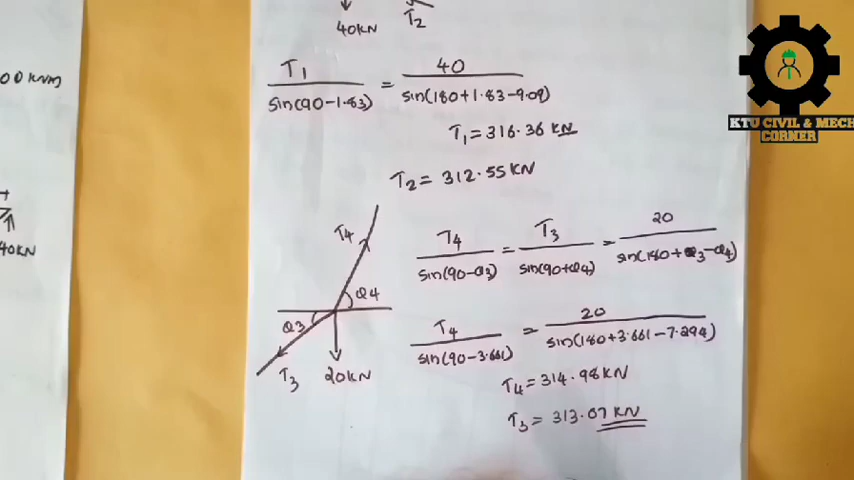 00 KNM
40KN
40KN T₂
T₁ / sin(90-1.83) = 40 / sin(180+1.83-9.09)
T₁ = 316.36 KN
T₂ = 312.55 KN
T₄
Q4
Q3
T₃ 20KN
T₄ / sin(90-Q3) = T₃ / sin(90+Q4) = 20 / sin(180+Q3-Q4)
T₄ / sin(90-3.661) = 20 / sin(180+3.661-7.294)
T₄ = 314.98 KN
T₃ = 313.07 KN
KTU CIVIL & MECH
CORNER